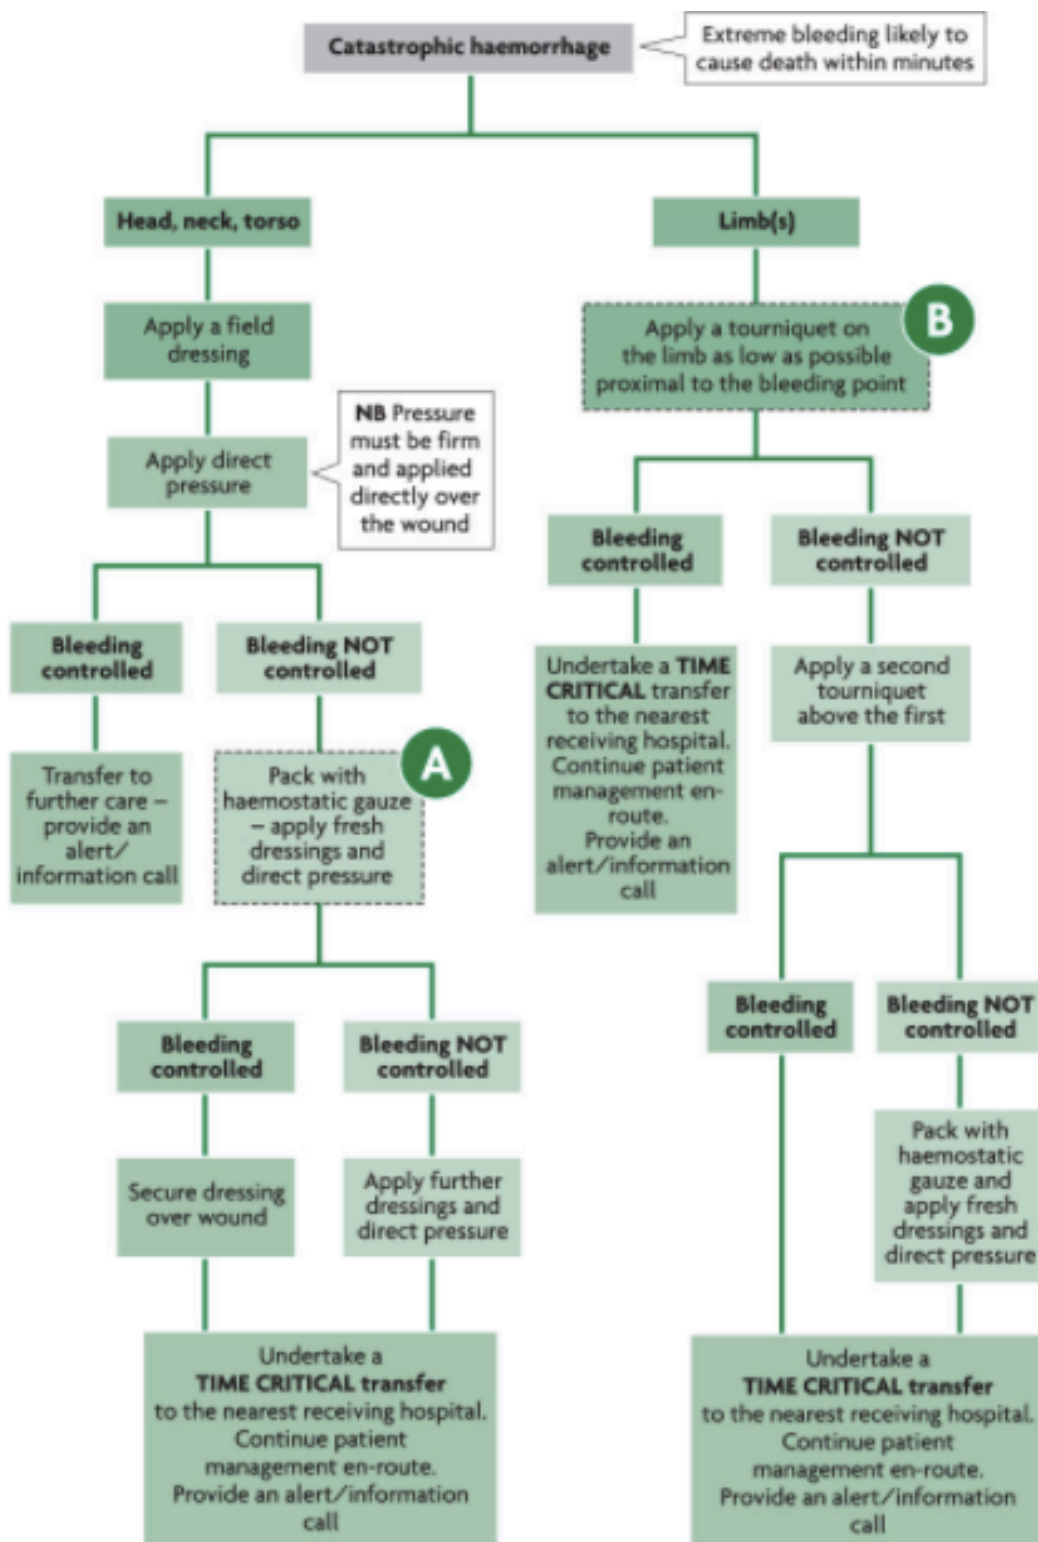 Catastrophic haemorrhage
Extreme bleeding likely to
cause death within minutes
Head, neck, torso
Limb(s)
Apply a field
dressing
B
Apply a tourniquet on
the limb as low as possible
proximal to the bleeding point
NB Pressure
must be firm
and applied
directly over
the wound
Apply direct
pressure
Bleeding
controlled
Bleeding NOT
controlled
Bleeding
controlled
Bleeding NOT
controlled
Undertake a TIME
CRITICAL transfer
to the nearest
receiving hospital.
Continue patient
management en-
route.
Provide an
alert/information
call
Apply a second
tourniquet
above the first
Transfer to
further care –
provide an
alert/
information call
A
Pack with
haemostatic gauze
– apply fresh
dressings and
direct pressure
Bleeding
controlled
Bleeding NOT
controlled
Bleeding
controlled
Bleeding NOT
controlled
Secure dressing
over wound
Apply further
dressings and
direct pressure
Pack with
haemostatic
gauze and
apply fresh
dressings and
direct pressure
Undertake a
TIME CRITICAL transfer
to the nearest receiving hospital.
Continue patient
management en-route.
Provide an alert/information
call
Undertake a
TIME CRITICAL transfer
to the nearest receiving hospital.
Continue patient
management en-route.
Provide an alert/information
call